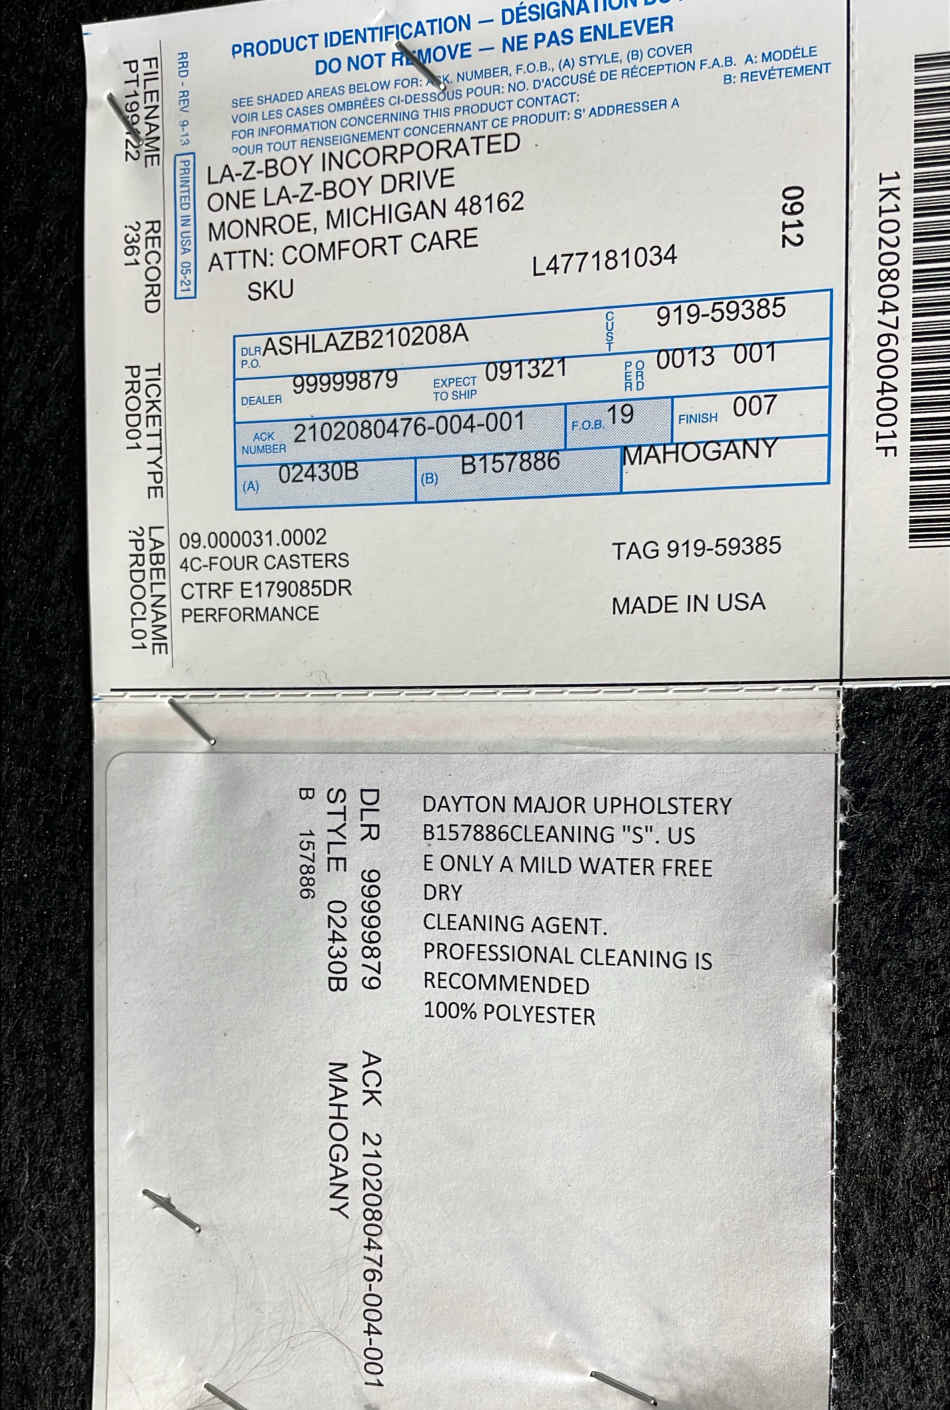 PRODUCT IDENTIFICATION — DÉSIGNATION
DO NOT REMOVE — NE PAS ENLEVER
SEE SHADED AREAS BELOW FOR: ACK. NUMBER, F.O.B., (A) STYLE, (B) COVER
VOIR LES CASES OMBRÉES CI-DESSOUS POUR: NO. D'ACCUSÉ DE RÉCEPTION F.A.B. A: MODÈLE
B: REVÉTEMENT
FOR INFORMATION CONCERNING THIS PRODUCT CONTACT:
POUR TOUT RENSEIGNEMENT CONCERNANT CE PRODUIT: S' ADDRESSER A
LA-Z-BOY INCORPORATED
ONE LA-Z-BOY DRIVE
MONROE, MICHIGAN 48162
ATTN: COMFORT CARE
SKU
L477181034
0912
DLR P.O. ASHLAZB210208A
CUST 919-59385
DEALER 99999879
EXPECT TO SHIP 091321
ORD PER 0013 001
ACK NUMBER 2102080476-004-001
F.O.B. 19
FINISH 007
(A) 02430B
(B) B157886
MAHOGANY
09.000031.0002
4C-FOUR CASTERS
CTRF E179085DR
PERFORMANCE
TAG 919-59385
MADE IN USA
RRD - REV 9-13 PRINTED IN USA 05-21
FILENAME RECORD TICKETTYPE LABELNAME
PT199722 ?361 PROD01 ?PRDOCL01
1K102080476004001F
DAYTON MAJOR UPHOLSTERY
B157886CLEANING "S". US
E ONLY A MILD WATER FREE
DRY
CLEANING AGENT.
PROFESSIONAL CLEANING IS
RECOMMENDED
100% POLYESTER
DLR 99999879 ACK 2102080476-004-001
STYLE 02430B MAHOGANY
B 157886